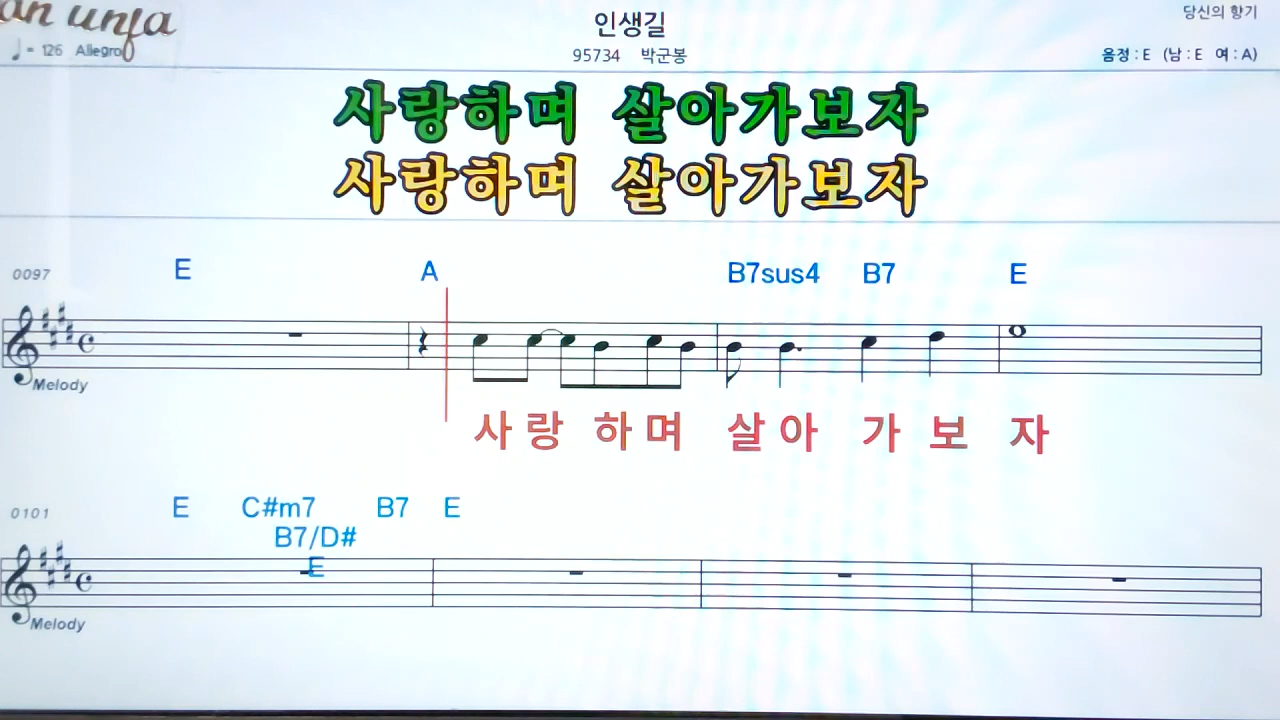 an unfa
인생길
당신의 향기
♩= 126 Allegro
95734 박군봉
음정 : E (남 : E 여 : A)
사랑하며 살아가보자
사랑하며 살아가보자
0097 E A B7sus4 B7 E
Melody
사 랑 하 며 살 아 가 보 자
0101 E C#m7 B7 E
B7/D#
E
Melody